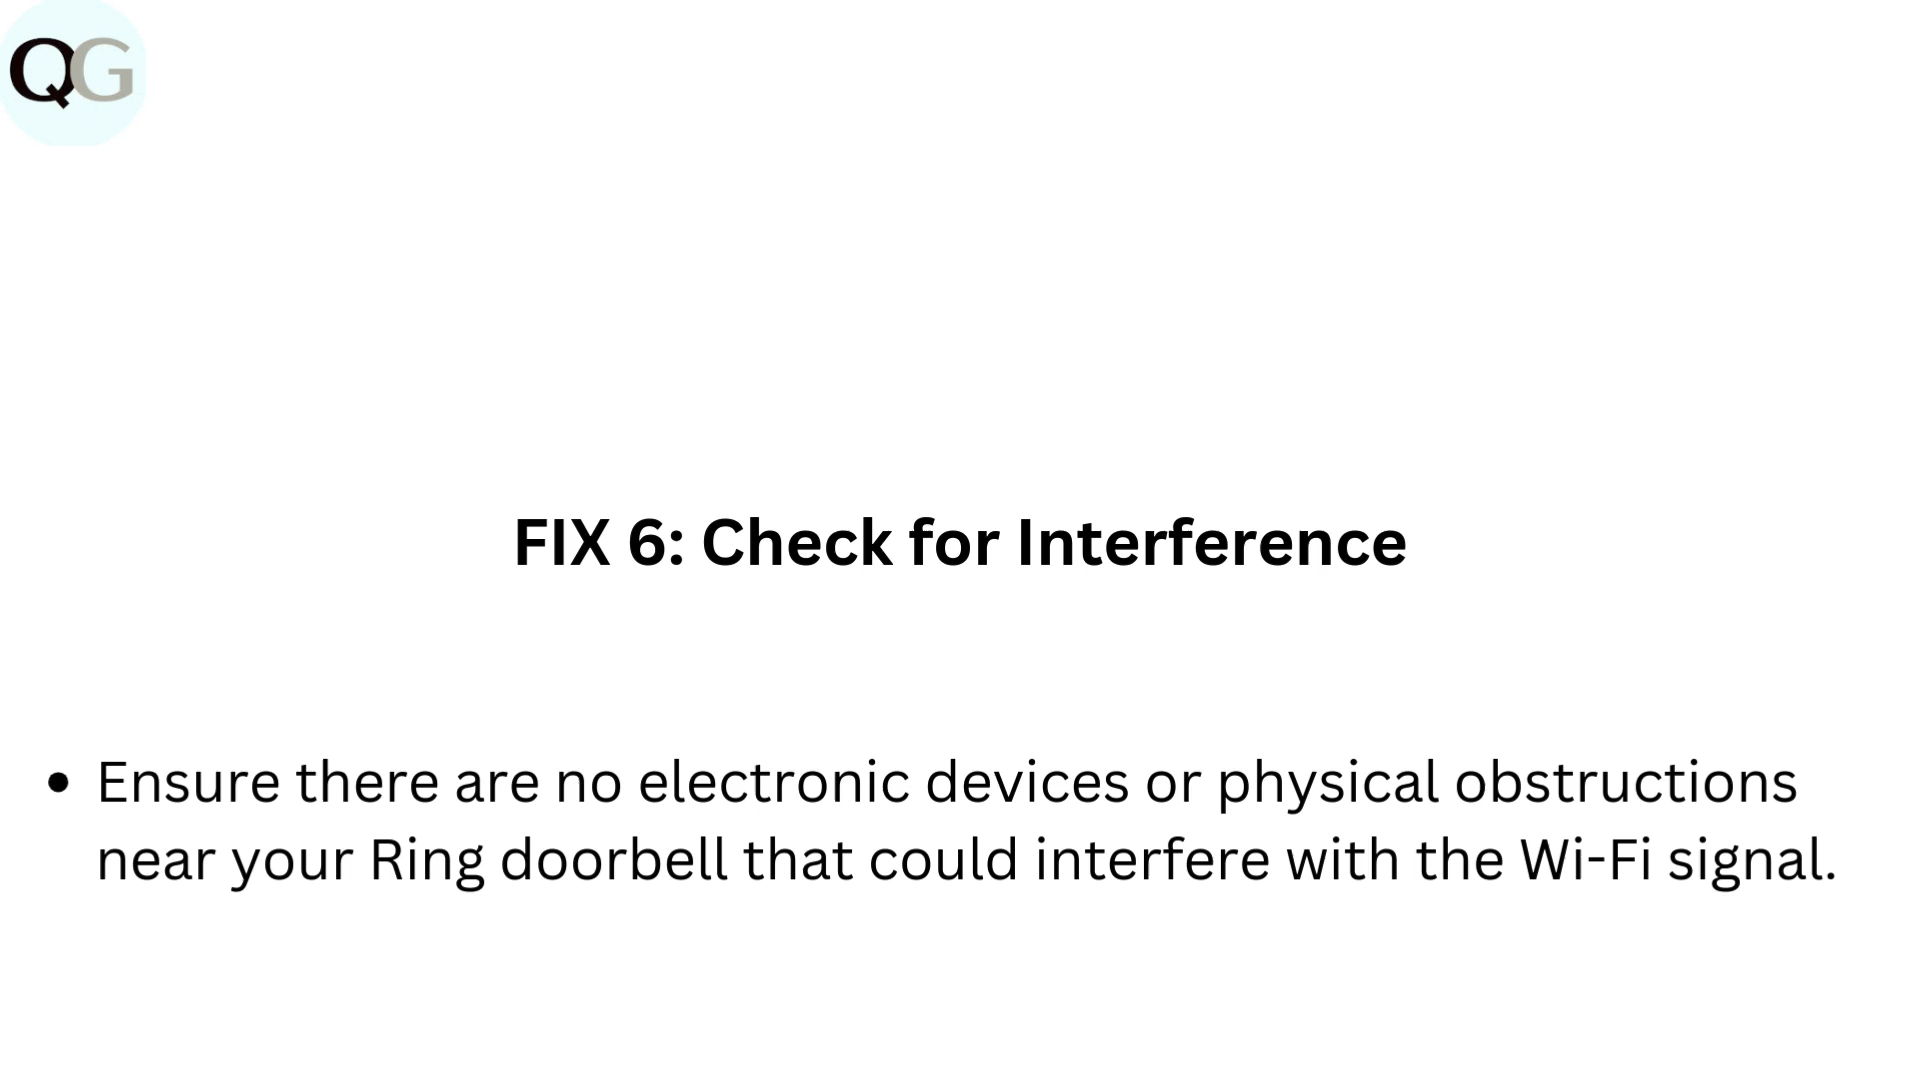 QG
FIX 6: Check for Interference
• Ensure there are no electronic devices or physical obstructions
near your Ring doorbell that could interfere with the Wi-Fi signal.